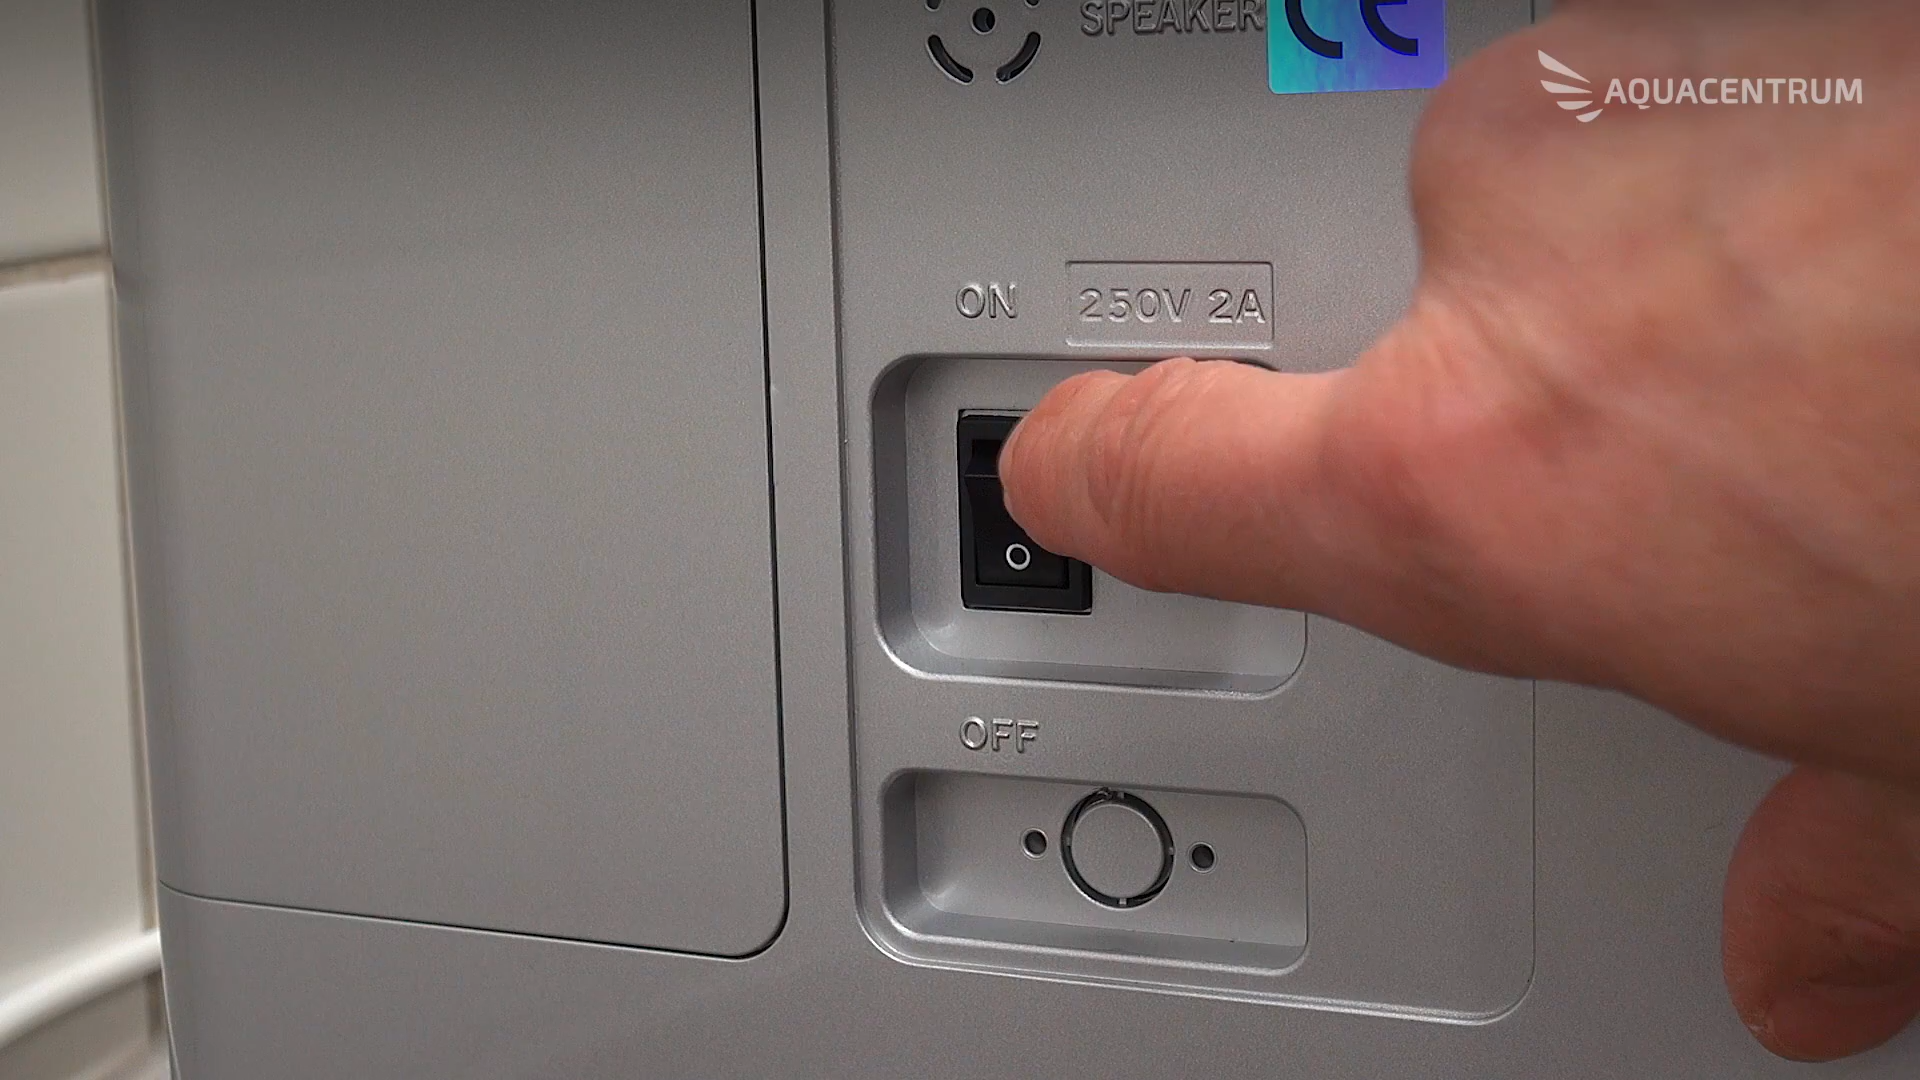 SPEAKER
CE
AQUACENTRUM
ON
250V 2A
O
OFF